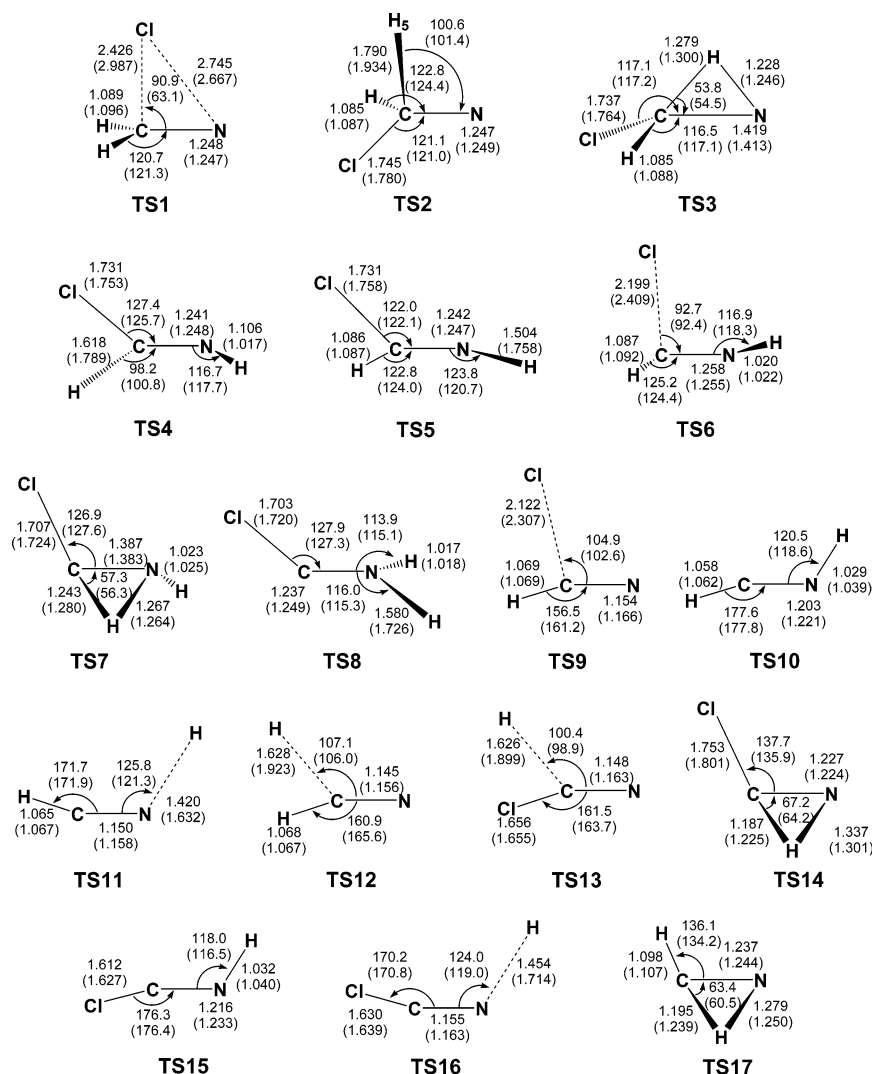 Cl
2.426
(2.987)
2.745
(2.667)
90.9
(63.1)
1.089
(1.096)
H
C
N
H
120.7
(121.3)
1.248
(1.247)
TS1
H5
100.6
(101.4)
1.790
(1.934)
122.8
(124.4)
H
1.085
(1.087)
C
N
121.1
(121.0)
1.247
(1.249)
Cl
1.745
(1.780)
TS2
1.279
(1.300)
H
117.1
(117.2)
1.228
(1.246)
53.8
(54.5)
1.737
(1.764)
C
N
Cl
116.5
(117.1)
1.419
(1.413)
H
1.085
(1.088)
TS3
1.731
(1.753)
Cl
127.4
(125.7)
1.241
(1.248)
1.106
(1.017)
C
N
1.618
(1.789)
H
98.2
(100.8)
116.7
(117.7)
H
TS4
1.731
(1.758)
Cl
122.0
(122.1)
1.242
(1.247)
1.504
(1.758)
1.086
(1.087)
C
N
H
H
122.8
(124.0)
123.8
(120.7)
TS5
Cl
2.199
(2.409)
92.7
(92.4)
116.9
(118.3)
H
1.087
(1.092)
C
N
H
1.020
(1.022)
125.2
(124.4)
1.258
(1.255)
TS6
Cl
126.9
(127.6)
1.707
(1.724)
1.387
(1.383)
1.023
(1.025)
C
N
H
57.3
(56.3)
1.243
(1.280)
1.267
(1.264)
H
TS7
1.703
(1.720)
Cl
127.9
(127.3)
113.9
(115.1)
1.017
(1.018)
H
C
N
1.237
(1.249)
116.0
(115.3)
1.580
(1.726)
H
TS8
Cl
2.122
(2.307)
104.9
(102.6)
1.069
(1.069)
C
N
H
156.5
(161.2)
1.154
(1.166)
TS9
120.5
(118.6)
H
1.058
(1.062)
C
N
1.029
(1.039)
H
177.6
(177.8)
1.203
(1.221)
TS10
H
171.7
(171.9)
125.8
(121.3)
H
1.420
(1.632)
1.065
(1.067)
C
N
1.150
(1.158)
TS11
H
107.1
(106.0)
1.628
(1.923)
1.145
(1.156)
C
N
H
1.068
(1.067)
160.9
(165.6)
TS12
H
100.4
(98.9)
1.626
(1.899)
1.148
(1.163)
C
N
Cl
1.656
(1.655)
161.5
(163.7)
TS13
Cl
1.753
(1.801)
137.7
(135.9)
1.227
(1.224)
C
N
67.2
(64.2)
1.187
(1.225)
1.337
(1.301)
H
TS14
118.0
(116.5)
H
1.612
(1.627)
C
N
1.032
(1.040)
Cl
176.3
(176.4)
1.216
(1.233)
TS15
H
170.2
(170.8)
124.0
(119.0)
Cl
1.454
(1.714)
1.630
(1.639)
C
N
1.155
(1.163)
TS16
H
136.1
(134.2)
1.098
(1.107)
1.237
(1.244)
C
N
63.4
(60.5)
1.195
(1.239)
1.279
(1.250)
H
TS17